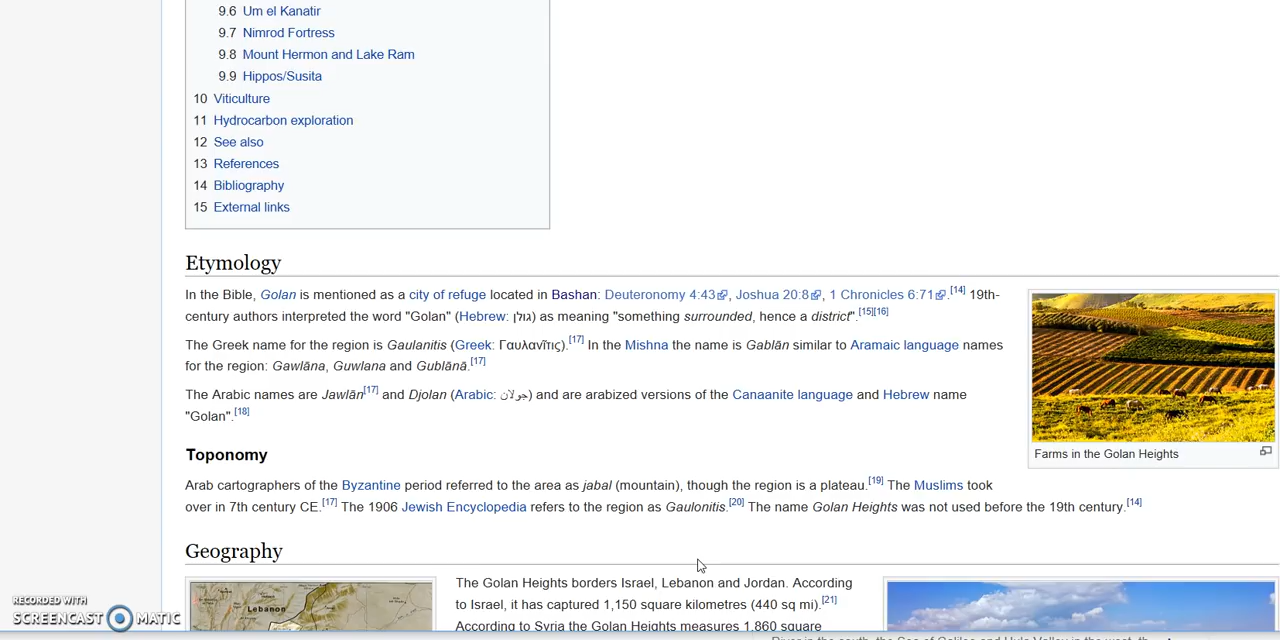 9.6 Um el Kanatir
9.7 Nimrod Fortress
9.8 Mount Hermon and Lake Ram
9.9 Hippos/Susita
10 Viticulture
11 Hydrocarbon exploration
12 See also
13 References
14 Bibliography
15 External links
Etymology
In the Bible, Golan is mentioned as a city of refuge located in Bashan: Deuteronomy 4:43, Joshua 20:8, 1 Chronicles 6:71.[14] 19th-
century authors interpreted the word "Golan" (Hebrew: גולן) as meaning "something surrounded, hence a district".[15][16]
The Greek name for the region is Gaulanitis (Greek: Γαυλανῖτις).[17] In the Mishna the name is Gablān similar to Aramaic language names
for the region: Gawlāna, Guwlana and Gublānā.[17]
The Arabic names are Jawlān[17] and Djolan (Arabic: جولان) and are arabized versions of the Canaanite language and Hebrew name
"Golan".[18]
Farms in the Golan Heights
Toponomy
Arab cartographers of the Byzantine period referred to the area as jabal (mountain), though the region is a plateau.[19] The Muslims took
over in 7th century CE.[17] The 1906 Jewish Encyclopedia refers to the region as Gaulonitis.[20] The name Golan Heights was not used before the 19th century.[14]
Geography
The Golan Heights borders Israel, Lebanon and Jordan. According
to Israel, it has captured 1,150 square kilometres (440 sq mi).[21]
According to Syria the Golan Heights measures 1,860 square
Lebanon
RECORDED WITH
SCREENCAST MATIC